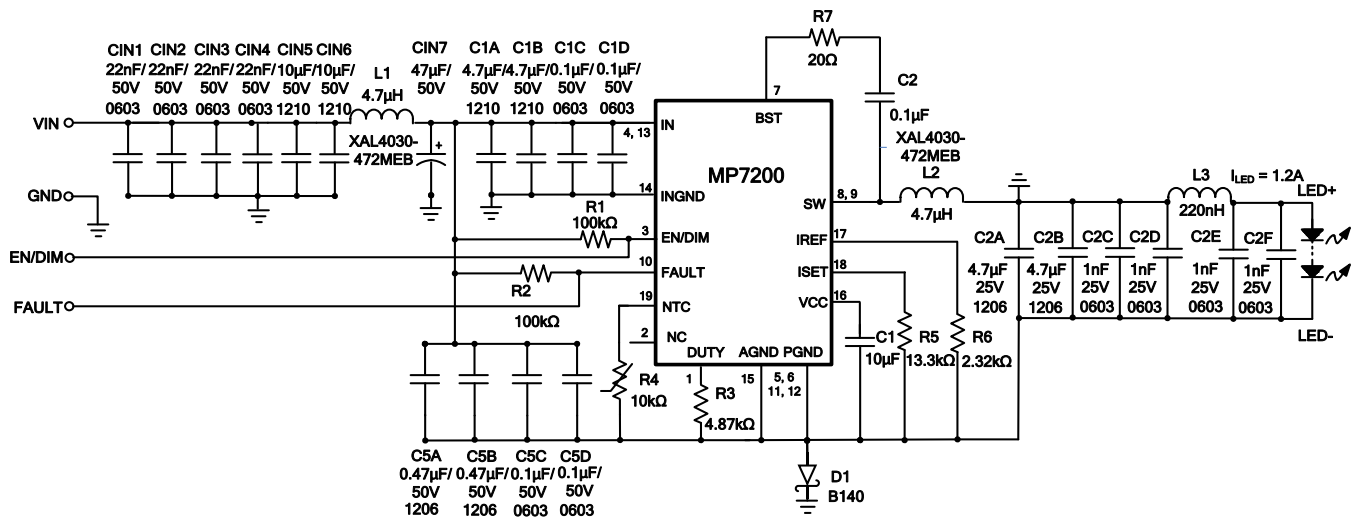 CIN1
22nF/
50V
0603
CIN2
22nF/
50V
0603
CIN3
22nF/
50V
0603
CIN4
22nF/
50V
0603
CIN5
10µF/
50V
1210
CIN6
10µF/
50V
1210
L1
4.7µH
XAL4030-
472MEB
CIN7
47µF/
50V
+
C1A
4.7µF/
50V
1210
C1B
4.7µF/
50V
1210
C1C
0.1µF/
50V
0603
C1D
0.1µF/
50V
0603
R7
20Ω
C2
0.1µF
XAL4030-
472MEB
L2
4.7µH
VIN
GND
EN/DIM
FAULT
R1
100kΩ
R2
100kΩ
MP7200
4, 13
IN
14
INGND
3
EN/DIM
10
FAULT
19
NTC
2
NC
7
BST
8, 9
SW
17
IREF
18
ISET
16
VCC
DUTY
AGND
PGND
1
15
5, 6
11, 12
R4
10kΩ
R3
4.87kΩ
C1
10µF
R5
13.3kΩ
R6
2.32kΩ
C2A
4.7µF
25V
1206
C2B
4.7µF
25V
1206
C2C
1nF
25V
0603
C2D
1nF
25V
0603
L3
220nH
ILED = 1.2A
C2E
1nF
25V
0603
C2F
1nF
25V
0603
LED+
LED-
C5A
0.47µF/
50V
1206
C5B
0.47µF/
50V
1206
C5C
0.1µF/
50V
0603
C5D
0.1µF/
50V
0603
D1
B140